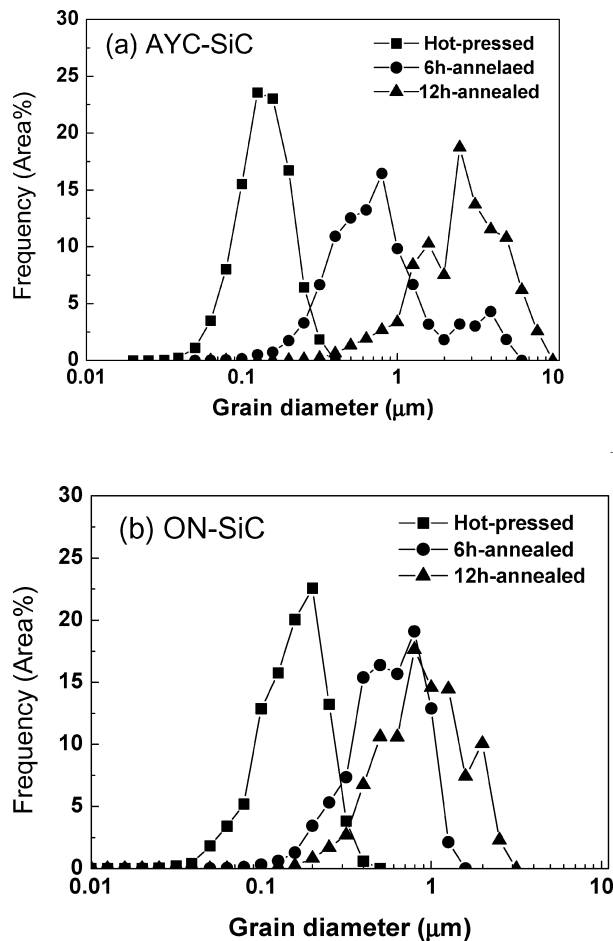 (a) AYC-SiC
Hot-pressed
6h-annelaed
12h-annealed
30
25
20
15
10
5
0
Frequency (Area%)
0.01 0.1 1 10
Grain diameter (μm)
(b) ON-SiC
Hot-pressed
6h-annealed
12h-annealed
30
25
20
15
10
5
0
Frequency (Area%)
0.01 0.1 1 10
Grain diameter (μm)